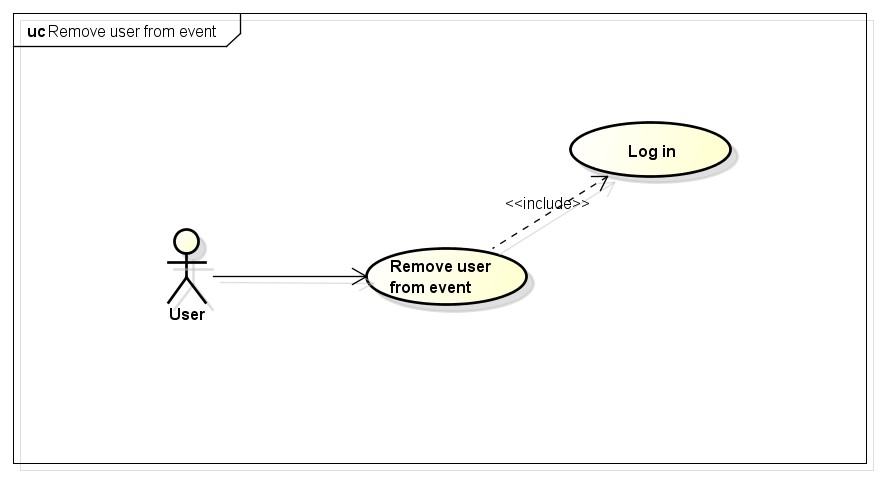 uc Remove user from event
Log in
<<include>>
Remove user
from event
User